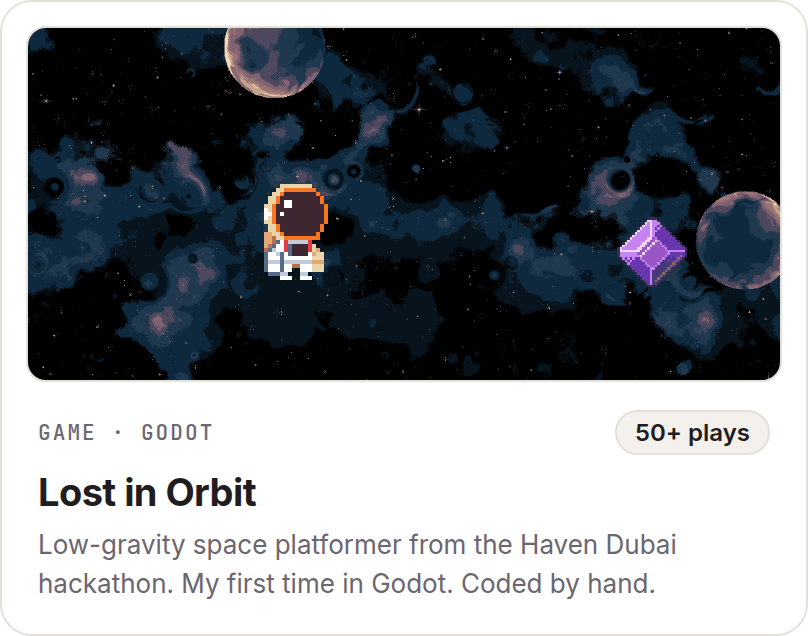 GAME · GODOT
50+ plays
Lost in Orbit
Low-gravity space platformer from the Haven Dubai
hackathon. My first time in Godot. Coded by hand.